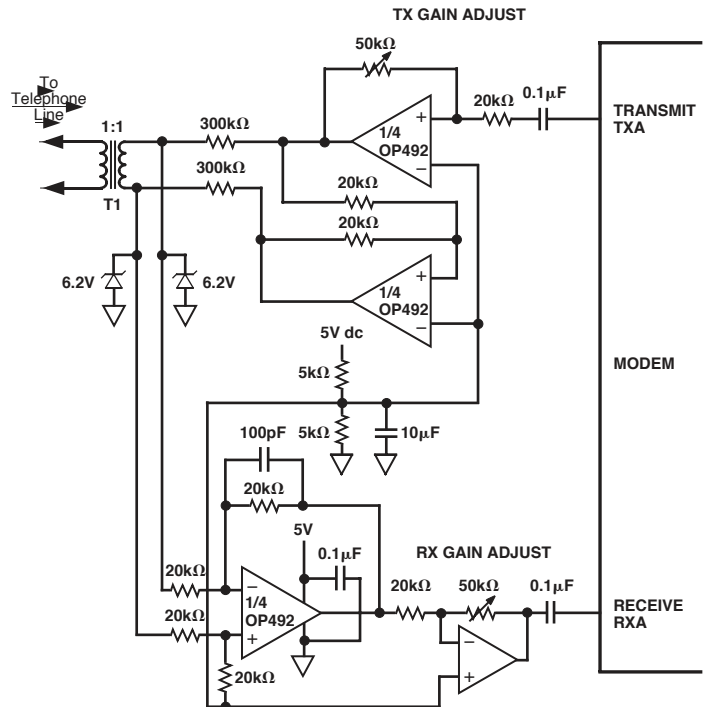 TX GAIN ADJUST
50kΩ
To
Telephone
Line
1:1
300kΩ
+
1/4
OP492
−
20kΩ
0.1μF
TRANSMIT
TXA
300kΩ
T1
20kΩ
20kΩ
6.2V
6.2V
+
1/4
OP492
−
5V dc
5kΩ
MODEM
5kΩ
10μF
100pF
20kΩ
5V
0.1μF
RX GAIN ADJUST
20kΩ
−
1/4
OP492
+
20kΩ
20kΩ
20kΩ
50kΩ
0.1μF
RECEIVE
RXA
−
+